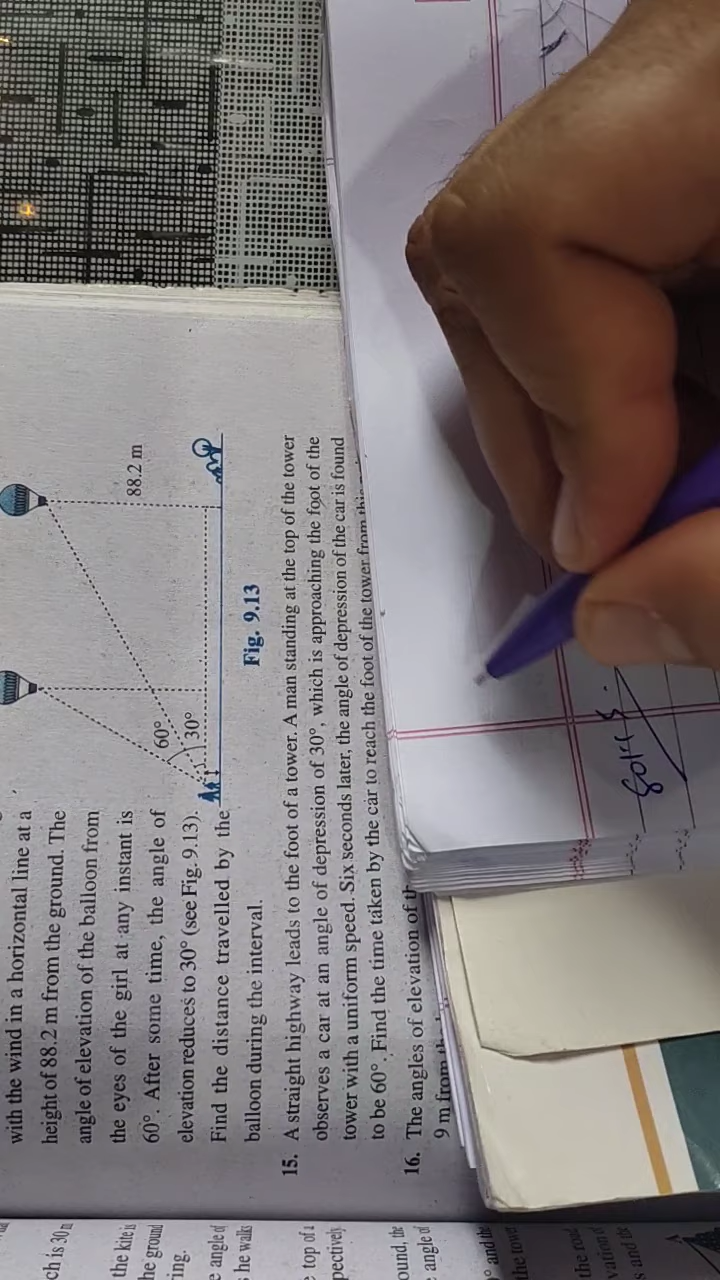 with the wind in a horizontal line at a
height of 88.2 m from the ground. The
angle of elevation of the balloon from
the eyes of the girl at any instant is
60°. After some time, the angle of
elevation reduces to 30° (see Fig. 9.13).
Find the distance travelled by the
balloon during the interval.
88.2 m
60°
30°
Fig. 9.13
15. A straight highway leads to the foot of a tower. A man standing at the top of the tower
observes a car at an angle of depression of 30°, which is approaching the foot of the
tower with a uniform speed. Six seconds later, the angle of depression of the car is found
to be 60°. Find the time taken by the car to reach the foot of the tower from this
16. The angles of elevation of
9 m from
ch is 30
the kite is
he ground
ing.
angle of
he walks
top of a
pectively.
ound, the
angle of
and the
the tower
the road
and the